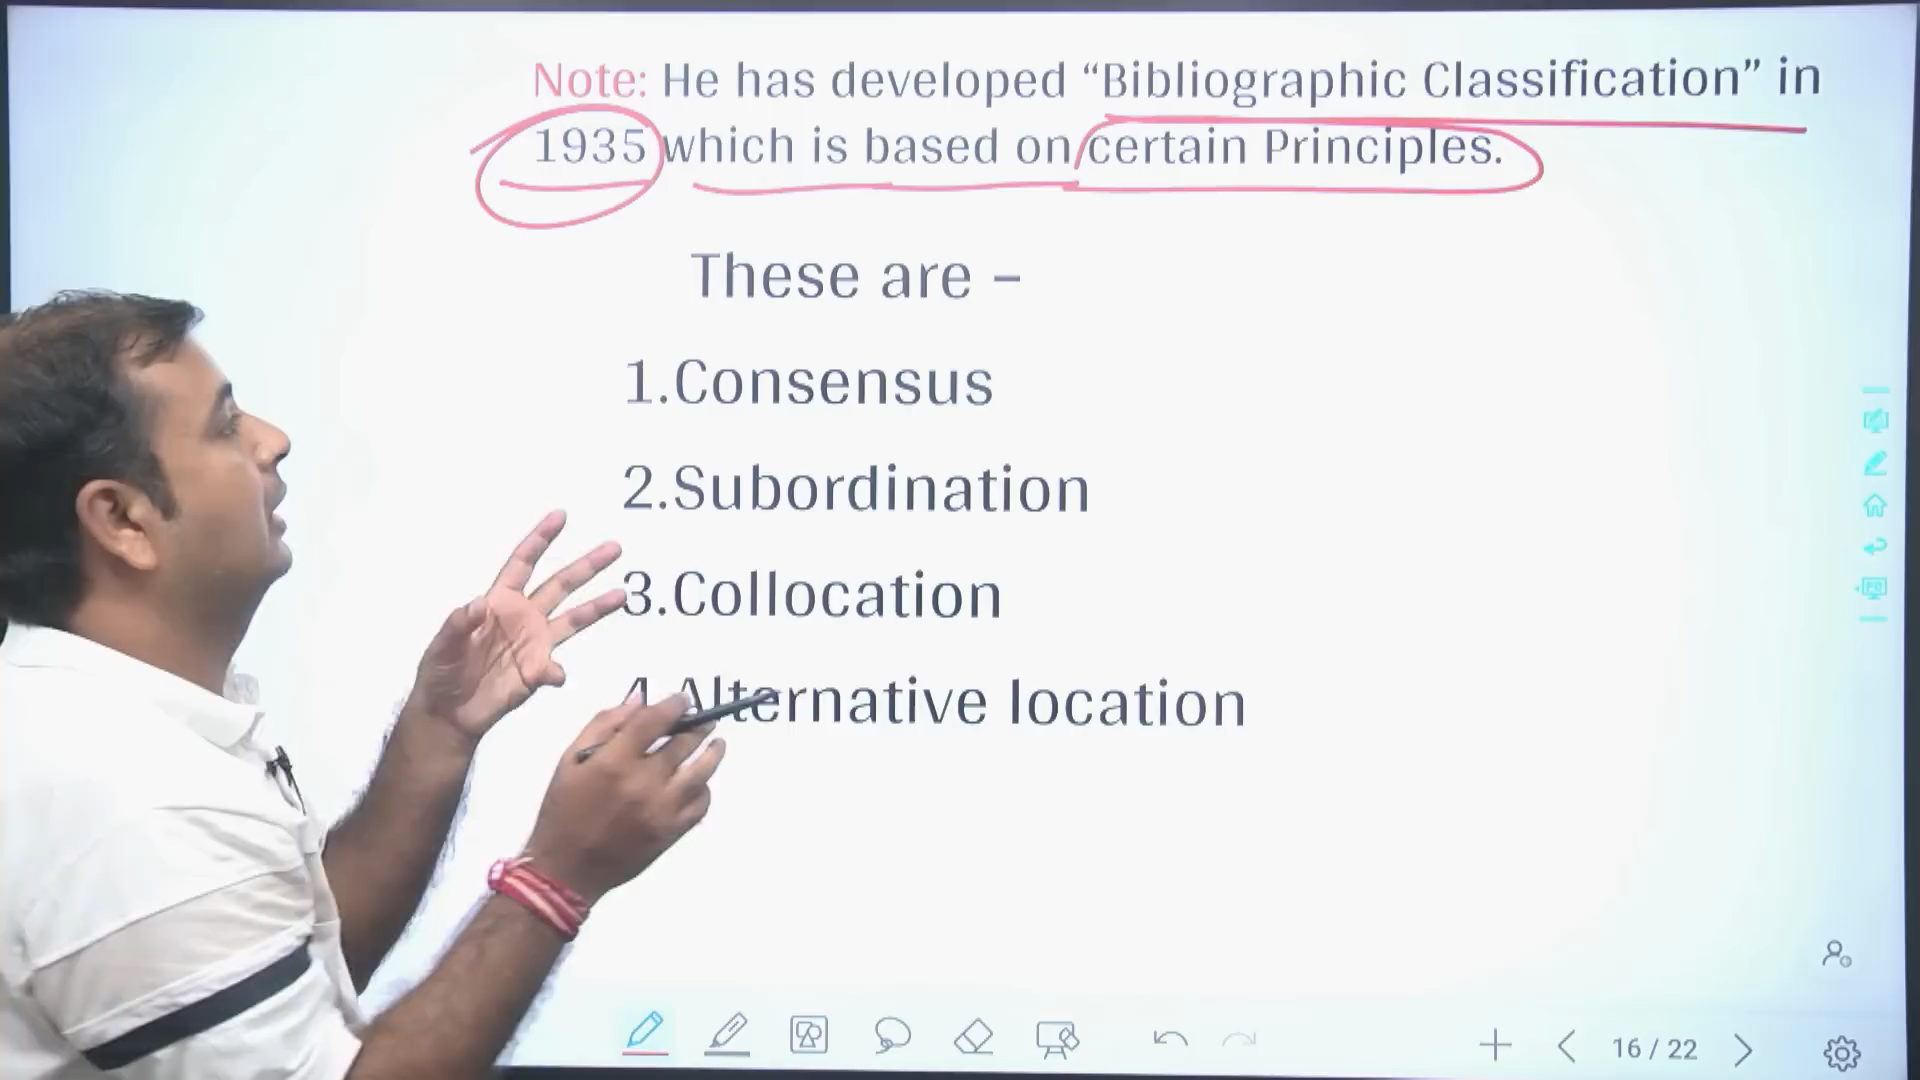 Note: He has developed “Bibliographic Classification” in
1935 which is based on certain Principles.
These are –
1.Consensus
2.Subordination
3.Collocation
4.Alternative location
16 / 22